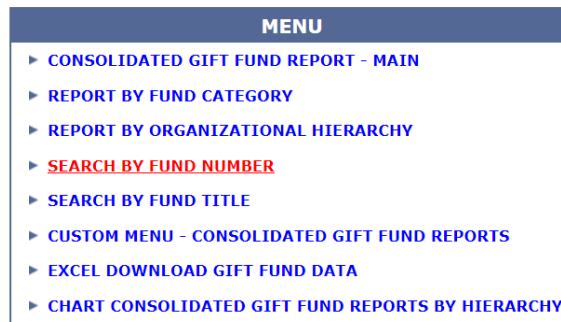 MENU
CONSOLIDATED GIFT FUND REPORT - MAIN
REPORT BY FUND CATEGORY
REPORT BY ORGANIZATIONAL HIERARCHY
SEARCH BY FUND NUMBER
SEARCH BY FUND TITLE
CUSTOM MENU - CONSOLIDATED GIFT FUND REPORTS
EXCEL DOWNLOAD GIFT FUND DATA
CHART CONSOLIDATED GIFT FUND REPORTS BY HIERARCHY